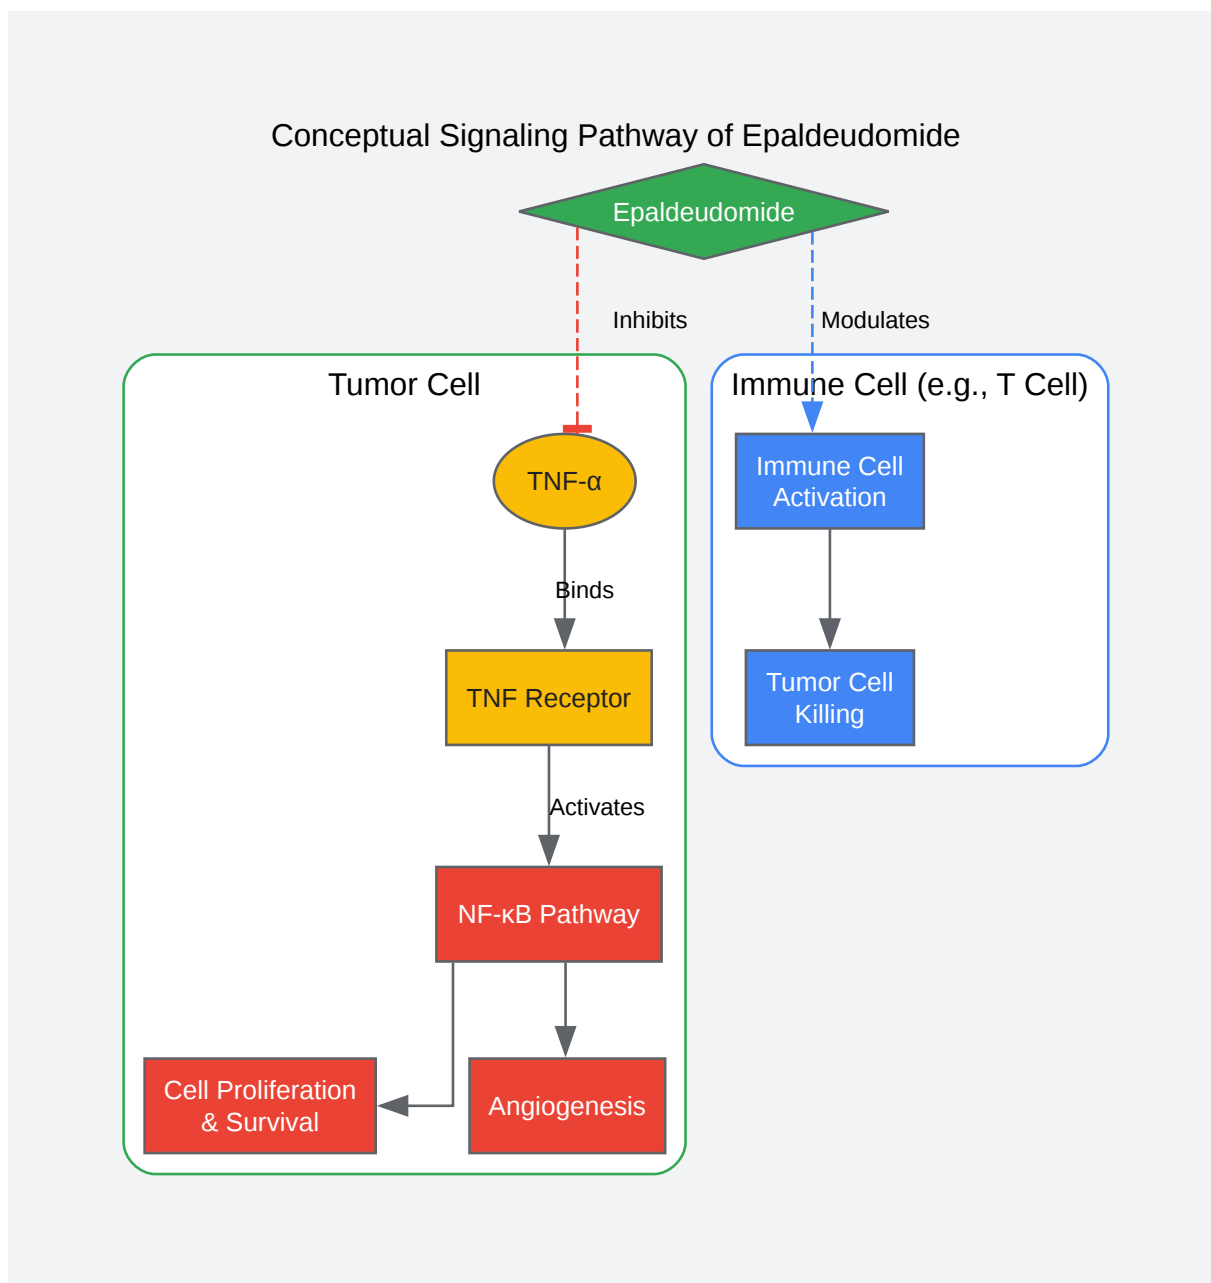 Conceptual Signaling Pathway of Epaldeudomide
Epaldeudomide
Inhibits
Modulates
Tumor Cell
Immune Cell (e.g., T Cell)
TNF-α
Immune Cell
Activation
Binds
TNF Receptor
Tumor Cell
Killing
Activates
NF-κB Pathway
Cell Proliferation
& Survival
Angiogenesis